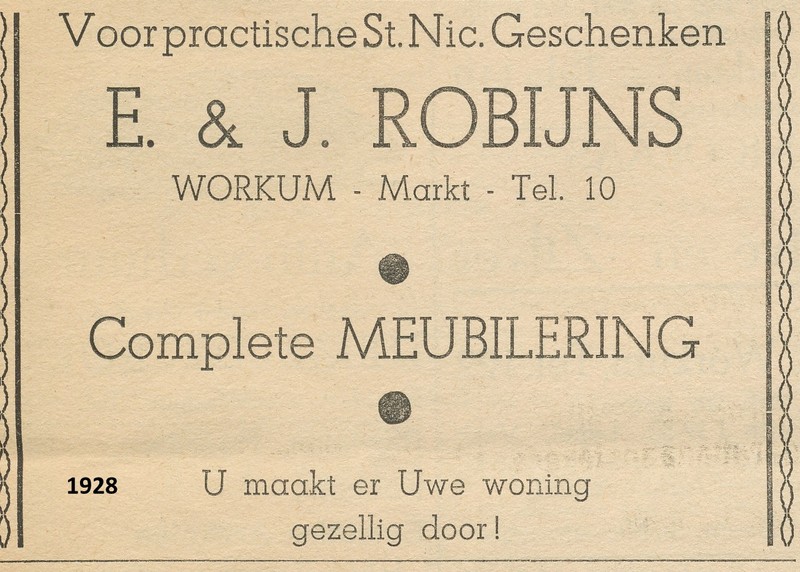 Voor practische St. Nic. Geschenken
E. & J. ROBIJNS
WORKUM - Markt - Tel. 10
Complete MEUBILERING
1928
U maakt er Uwe woning
gezellig door!